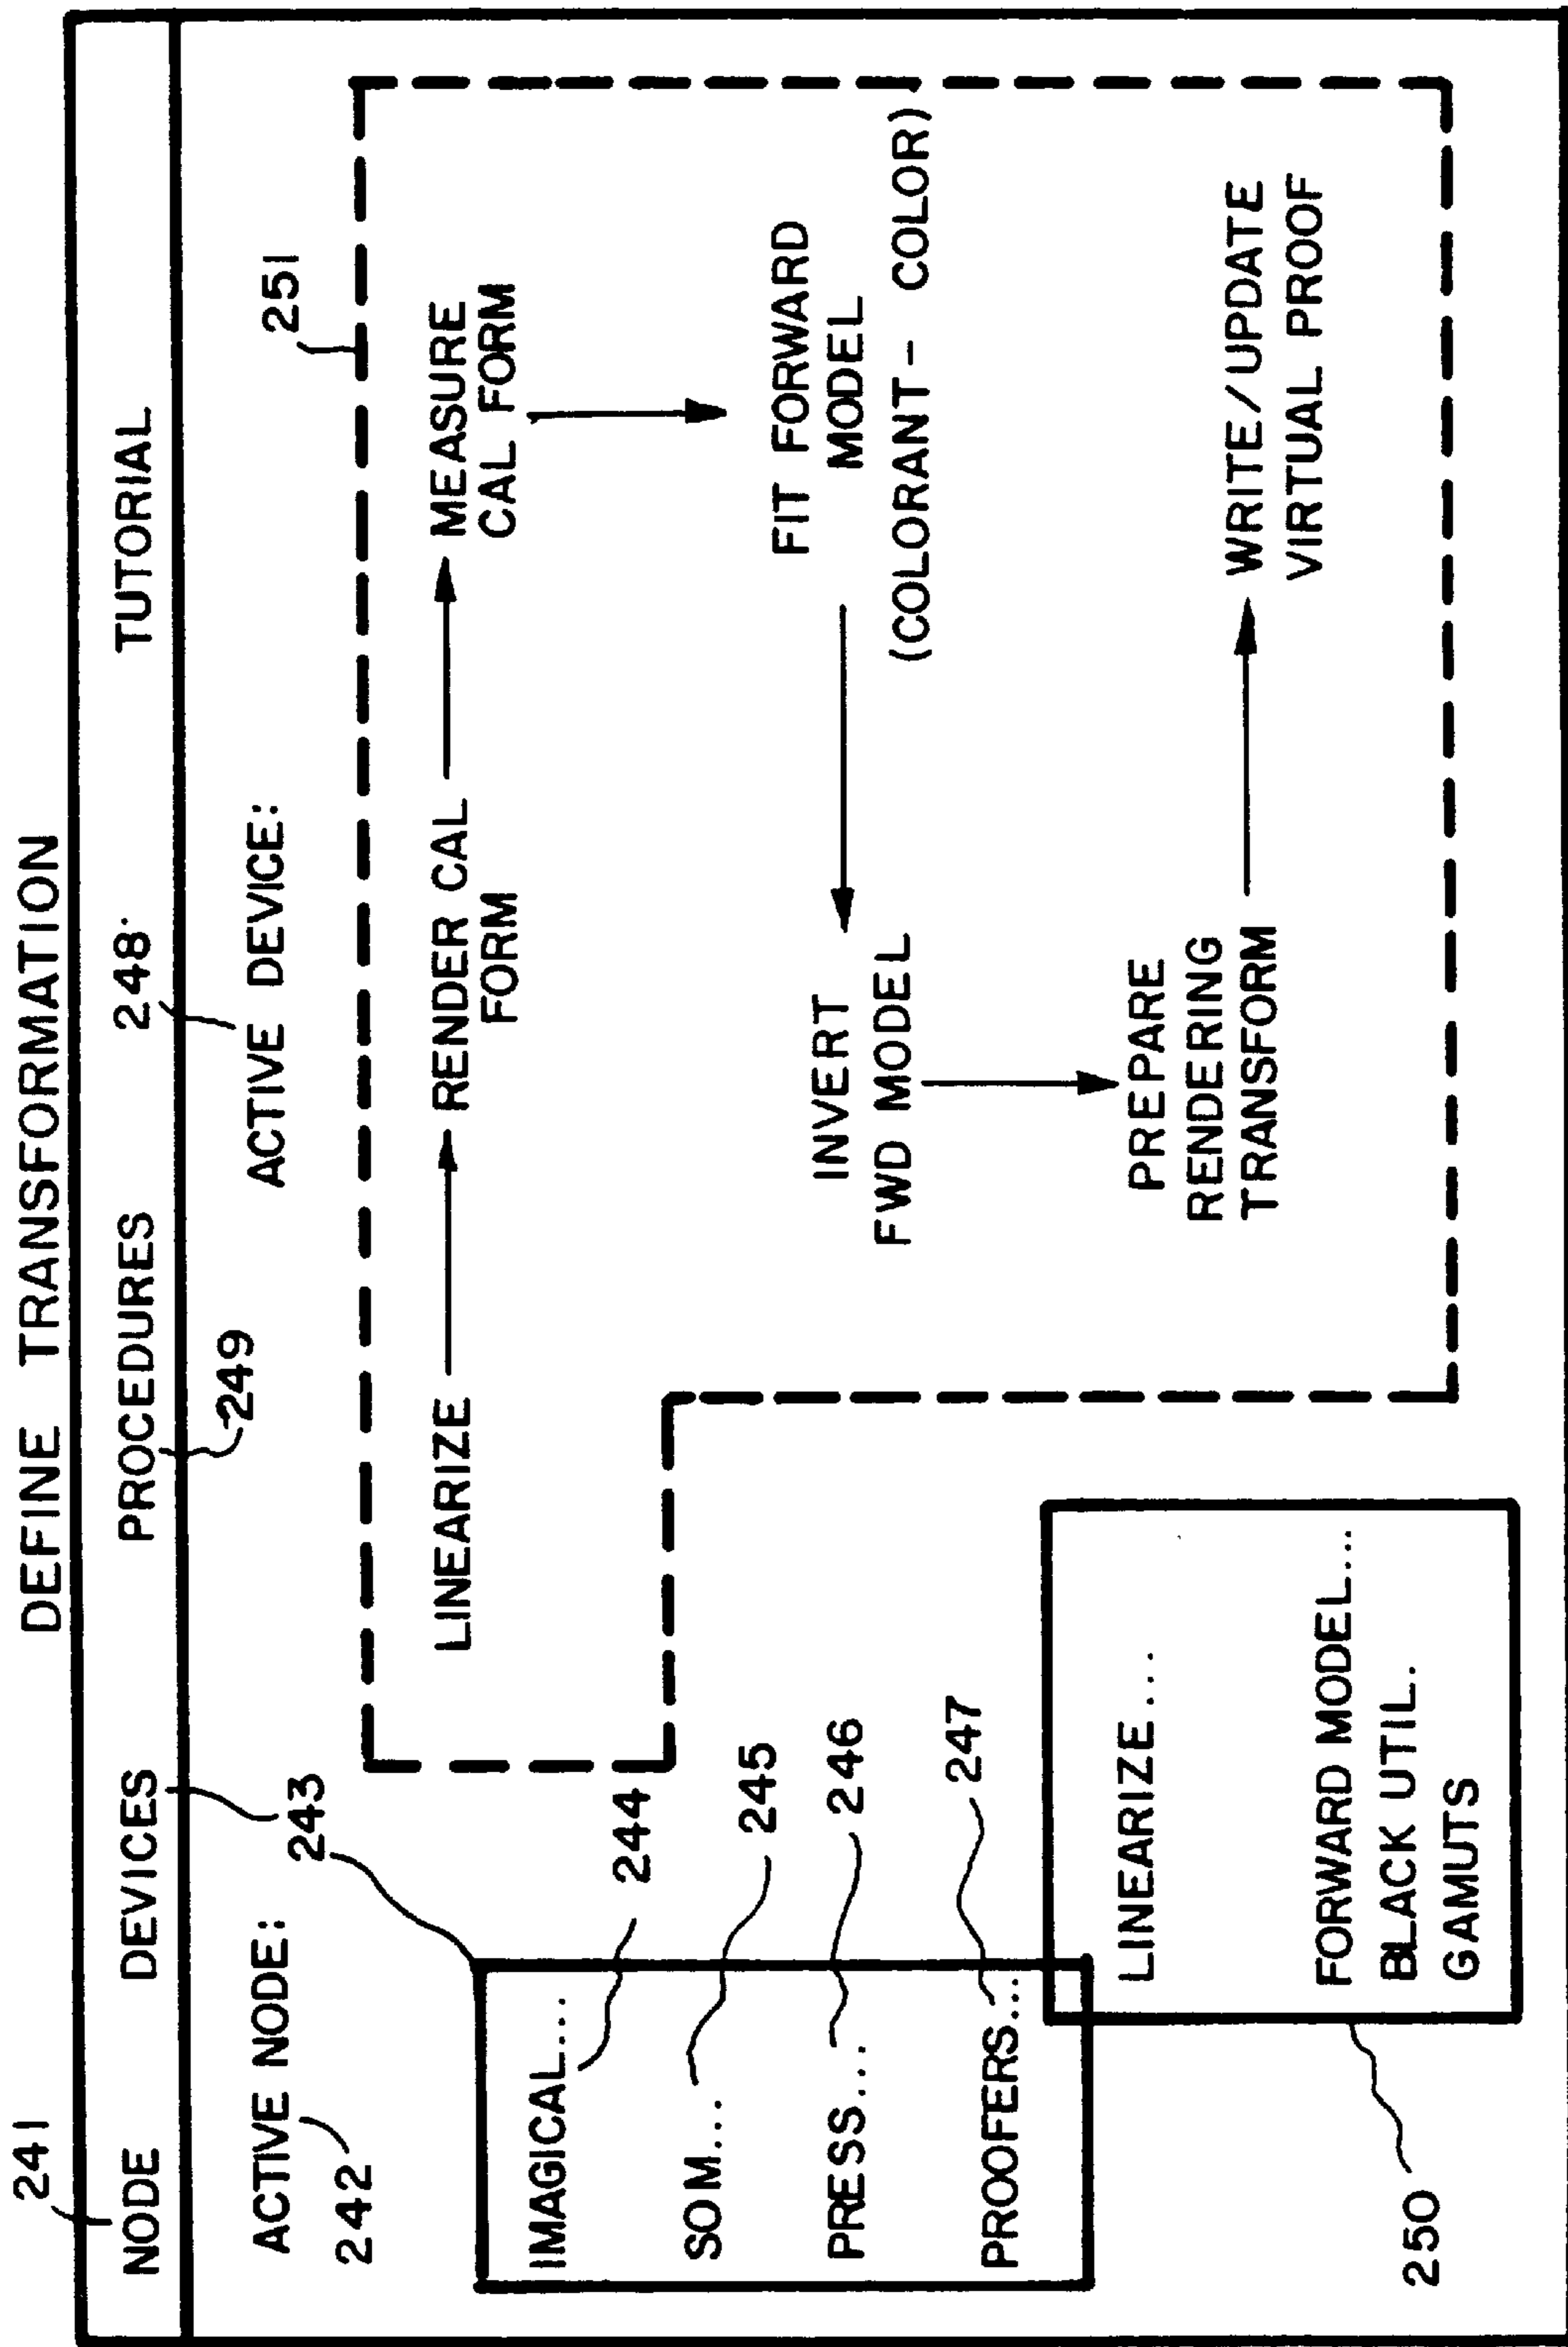 DEFINE TRANSFORMATION
241
NODE DEVICES PROCEDURES 248 TUTORIAL
249
ACTIVE NODE: ACTIVE DEVICE:
242
243
251
IMAGICAL...
244
SOM...
245
PRESS...
246
PROOFERS...
247
LINEARIZE...
FORWARD MODEL...
BLACK UTIL.
GAMUTS
250
LINEARIZE
RENDER CAL
FORM
MEASURE
CAL FORM
FIT FORWARD
MODEL
(COLORANT- COLOR)
INVERT
FWD MODEL
PREPARE
RENDERING
TRANSFORM
WRITE/UPDATE
VIRTUAL PROOF